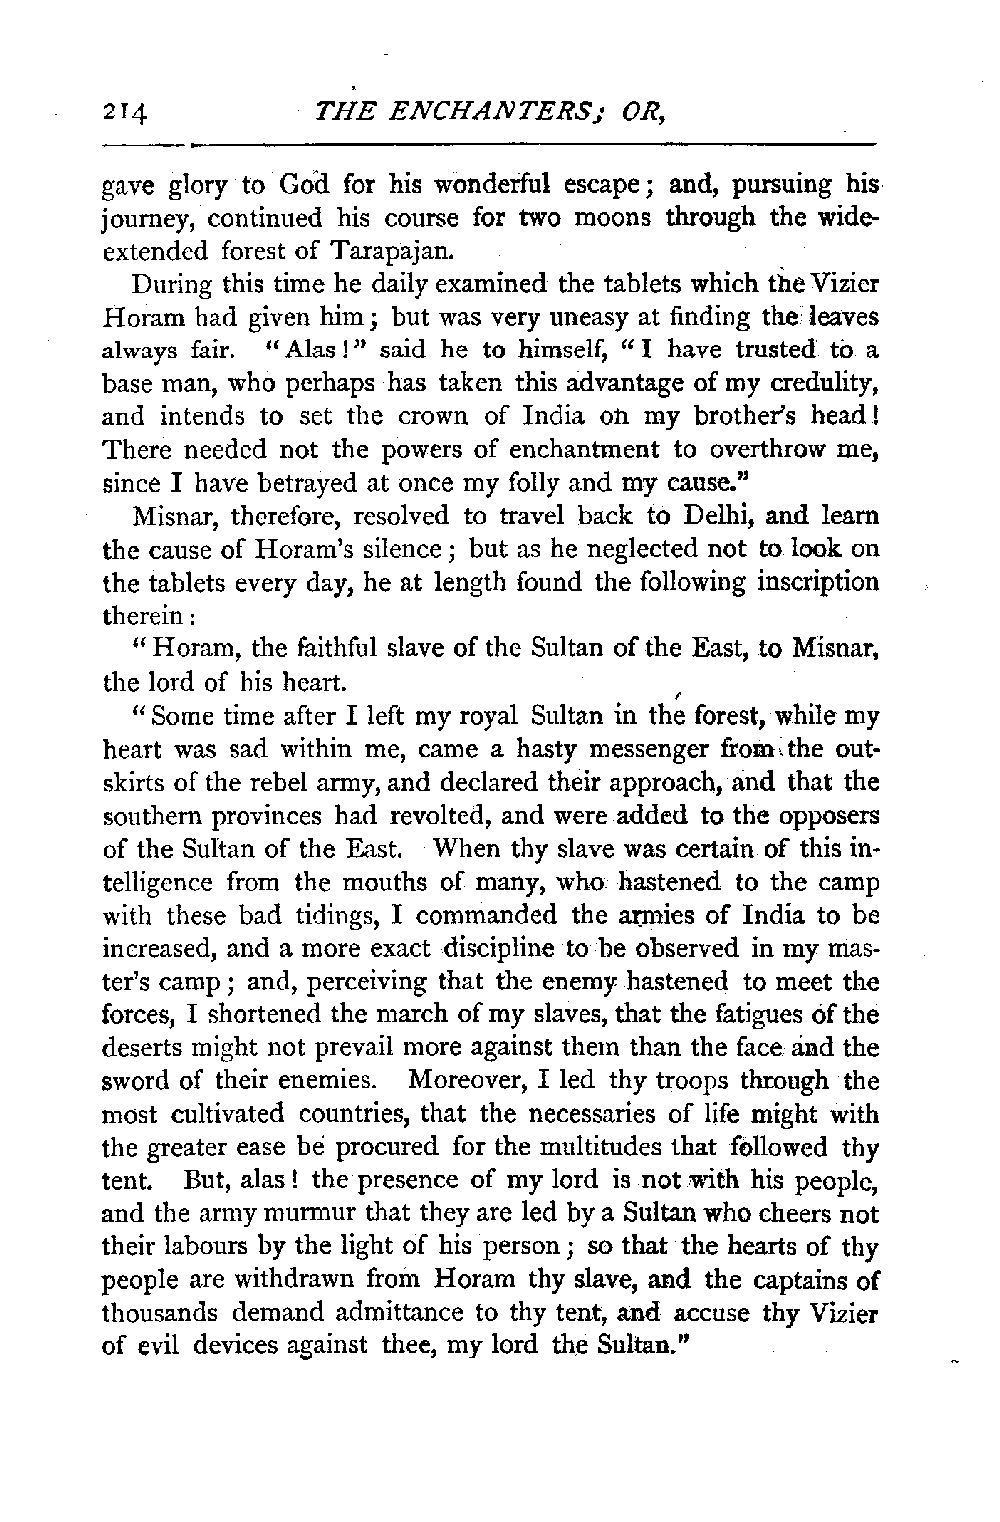 214 THE ENCHANTERS; OR,
gave glory to God for his wonderful escape; and, pursuing his
journey, continued his course for two moons through the wide-
extended forest of Tarapajan.
During this time he daily examined the tablets which the Vizier
Horam had given him; but was very uneasy at finding the leaves
always fair. "Alas!" said he to himself, "I have trusted to a
base man, who perhaps has taken this advantage of my credulity,
and intends to set the crown of India on my brother's head!
There needed not the powers of enchantment to overthrow me,
since I have betrayed at once my folly and my cause."
Misnar, therefore, resolved to travel back to Delhi, and learn
the cause of Horam's silence; but as he neglected not to look on
the tablets every day, he at length found the following inscription
therein:
"Horam, the faithful slave of the Sultan of the East, to Misnar,
the lord of his heart.
"Some time after I left my royal Sultan in the forest, while my
heart was sad within me, came a hasty messenger from the out-
skirts of the rebel army, and declared their approach, and that the
southern provinces had revolted, and were added to the opposers
of the Sultan of the East. When thy slave was certain of this in-
telligence from the mouths of many, who hastened to the camp
with these bad tidings, I commanded the armies of India to be
increased, and a more exact discipline to be observed in my mas-
ter's camp; and, perceiving that the enemy hastened to meet the
forces, I shortened the march of my slaves, that the fatigues of the
deserts might not prevail more against them than the face and the
sword of their enemies. Moreover, I led thy troops through the
most cultivated countries, that the necessaries of life might with
the greater ease be procured for the multitudes that followed thy
tent. But, alas! the presence of my lord is not with his people,
and the army murmur that they are led by a Sultan who cheers not
their labours by the light of his person; so that the hearts of thy
people are withdrawn from Horam thy slave, and the captains of
thousands demand admittance to thy tent, and accuse thy Vizier
of evil devices against thee, my lord the Sultan."